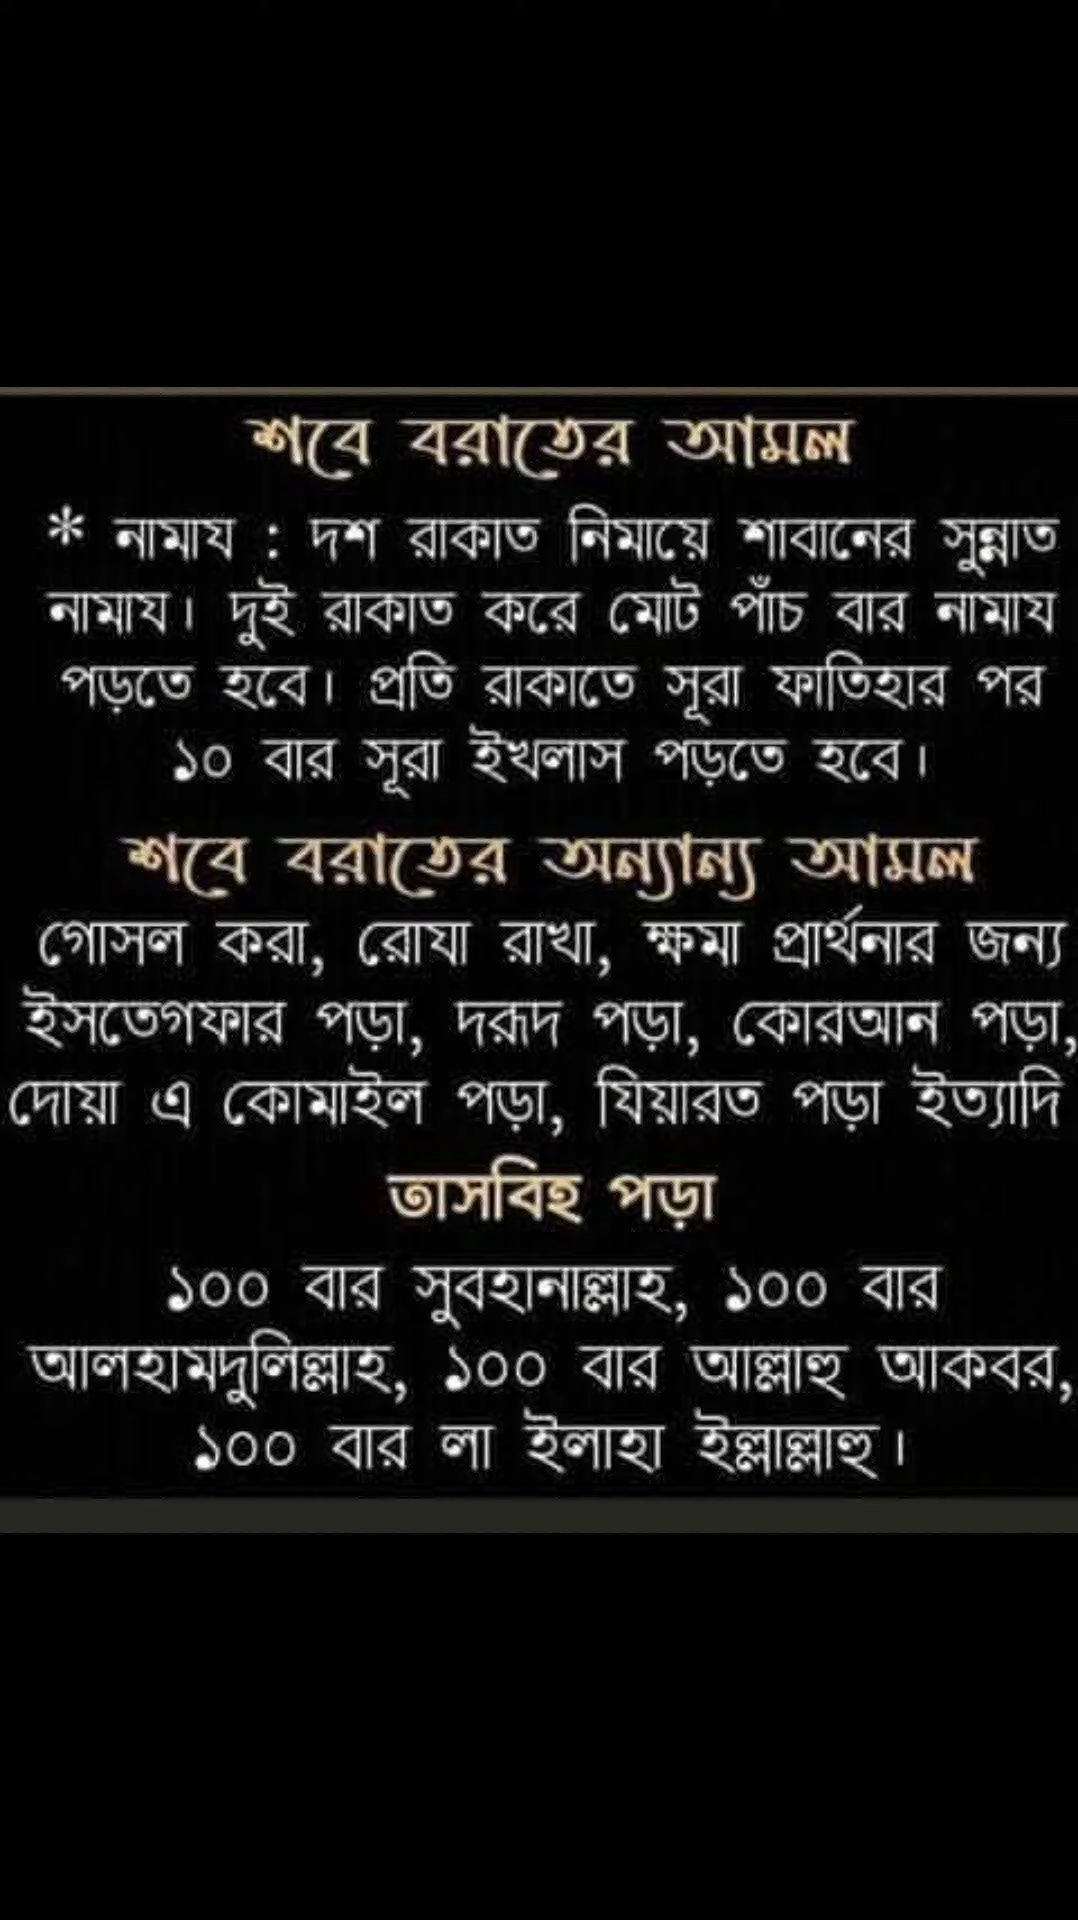 শবে বরাতের আমল
* নামায : দশ রাকাত নিমায়ে শাবানের সুন্নাত
নামায। দুই রাকাত করে মোট পাঁচ বার নামায
পড়তে হবে। প্রতি রাকাতে সূরা ফাতিহার পর
১০ বার সূরা ইখলাস পড়তে হবে।
শবে বরাতের অন্যান্য আমল
গোসল করা, রোযা রাখা, ক্ষমা প্রার্থনার জন্য
ইসতেগফার পড়া, দরূদ পড়া, কোরআন পড়া,
দোয়া এ কোমাইল পড়া, যিয়ারত পড়া ইত্যাদি
তাসবিহ পড়া
১০০ বার সুবহানাল্লাহ, ১০০ বার
আলহামদুলিল্লাহ, ১০০ বার আল্লাহু আকবর,
১০০ বার লা ইলাহা ইল্লাল্লাহু।